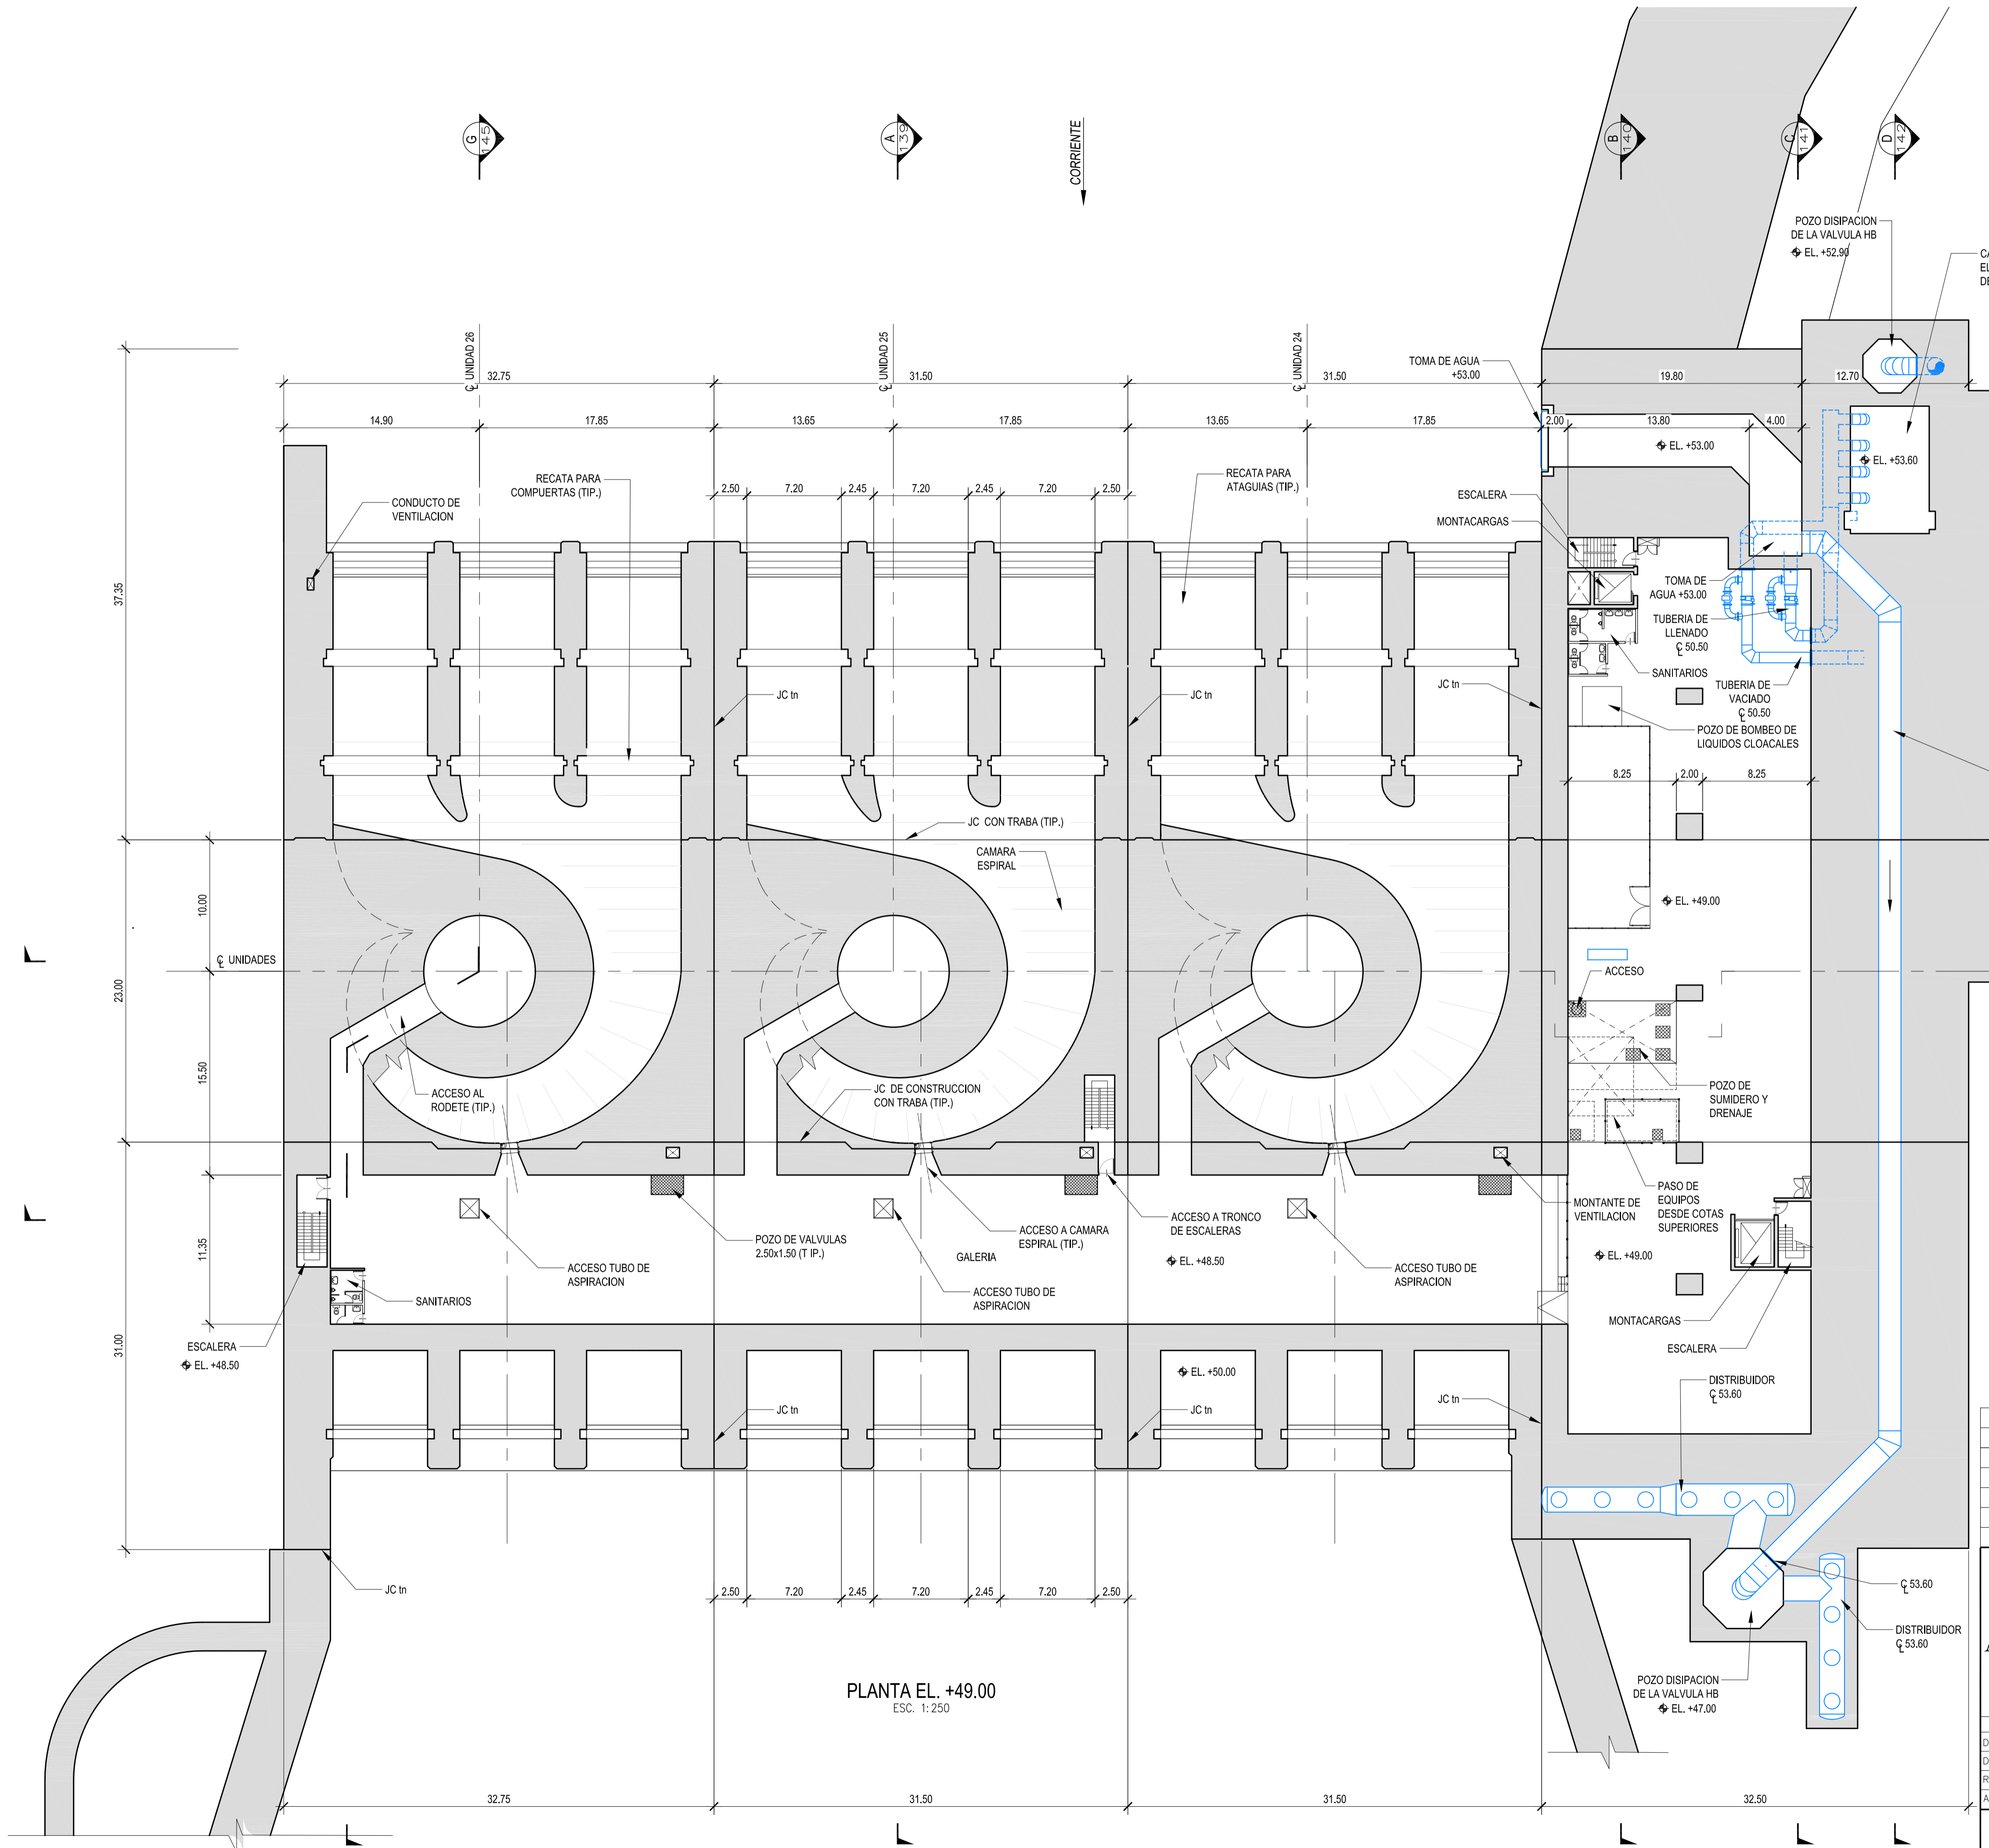 G
145
A
139
CORRIENTE
B
140
C
141
D
142
POZO DISIPACION
DE LA VALVULA HB
EL. +52.90
CA
EL
DE
℄ UNIDAD 26
℄ UNIDAD 25
℄ UNIDAD 24
TOMA DE AGUA
+53.00
32.75
31.50
31.50
19.80
12.70
14.90
17.85
13.65
17.85
13.65
17.85
2.00
13.80
4.00
EL. +53.00
EL. +53.60
RECATA PARA
COMPUERTAS (TIP.)
CONDUCTO DE
VENTILACION
2.50
7.20
2.45
7.20
2.45
7.20
2.50
RECATA PARA
ATAGUIAS (TIP.)
ESCALERA
MONTACARGAS
37.35
TOMA DE
AGUA +53.00
TUBERIA DE
LLENADO
℄ 50.50
SANITARIOS
TUBERIA DE
VACIADO
℄ 50.50
JC tn
JC tn
JC tn
POZO DE BOMBEO DE
LIQUIDOS CLOACALES
8.25
2.00
8.25
JC CON TRABA (TIP.)
CAMARA
ESPIRAL
10.00
EL. +49.00
℄ UNIDADES
ACCESO
23.00
15.50
ACCESO AL
RODETE (TIP.)
JC DE CONSTRUCCION
CON TRABA (TIP.)
POZO DE
SUMIDERO Y
DRENAJE
PASO DE
EQUIPOS
DESDE COTAS
SUPERIORES
MONTANTE DE
VENTILACION
11.35
POZO DE VALVULAS
2.50x1.50 (T IP.)
ACCESO A CAMARA
ESPIRAL (TIP.)
GALERIA
ACCESO A TRONCO
DE ESCALERAS
EL. +48.50
EL. +49.00
ACCESO TUBO DE
ASPIRACION
ACCESO TUBO DE
ASPIRACION
ACCESO TUBO DE
ASPIRACION
SANITARIOS
MONTACARGAS
ESCALERA
31.00
ESCALERA
EL. +48.50
EL. +50.00
DISTRIBUIDOR
℄ 53.60
JC tn
JC tn
JC tn
JC tn
2.50
7.20
2.45
7.20
2.45
7.20
2.50
℄ 53.60
DISTRIBUIDOR
℄ 53.60
POZO DISIPACION
DE LA VALVULA HB
EL. +47.00
PLANTA EL. +49.00
ESC. 1:250
32.75
31.50
31.50
32.50
D
D
R
A